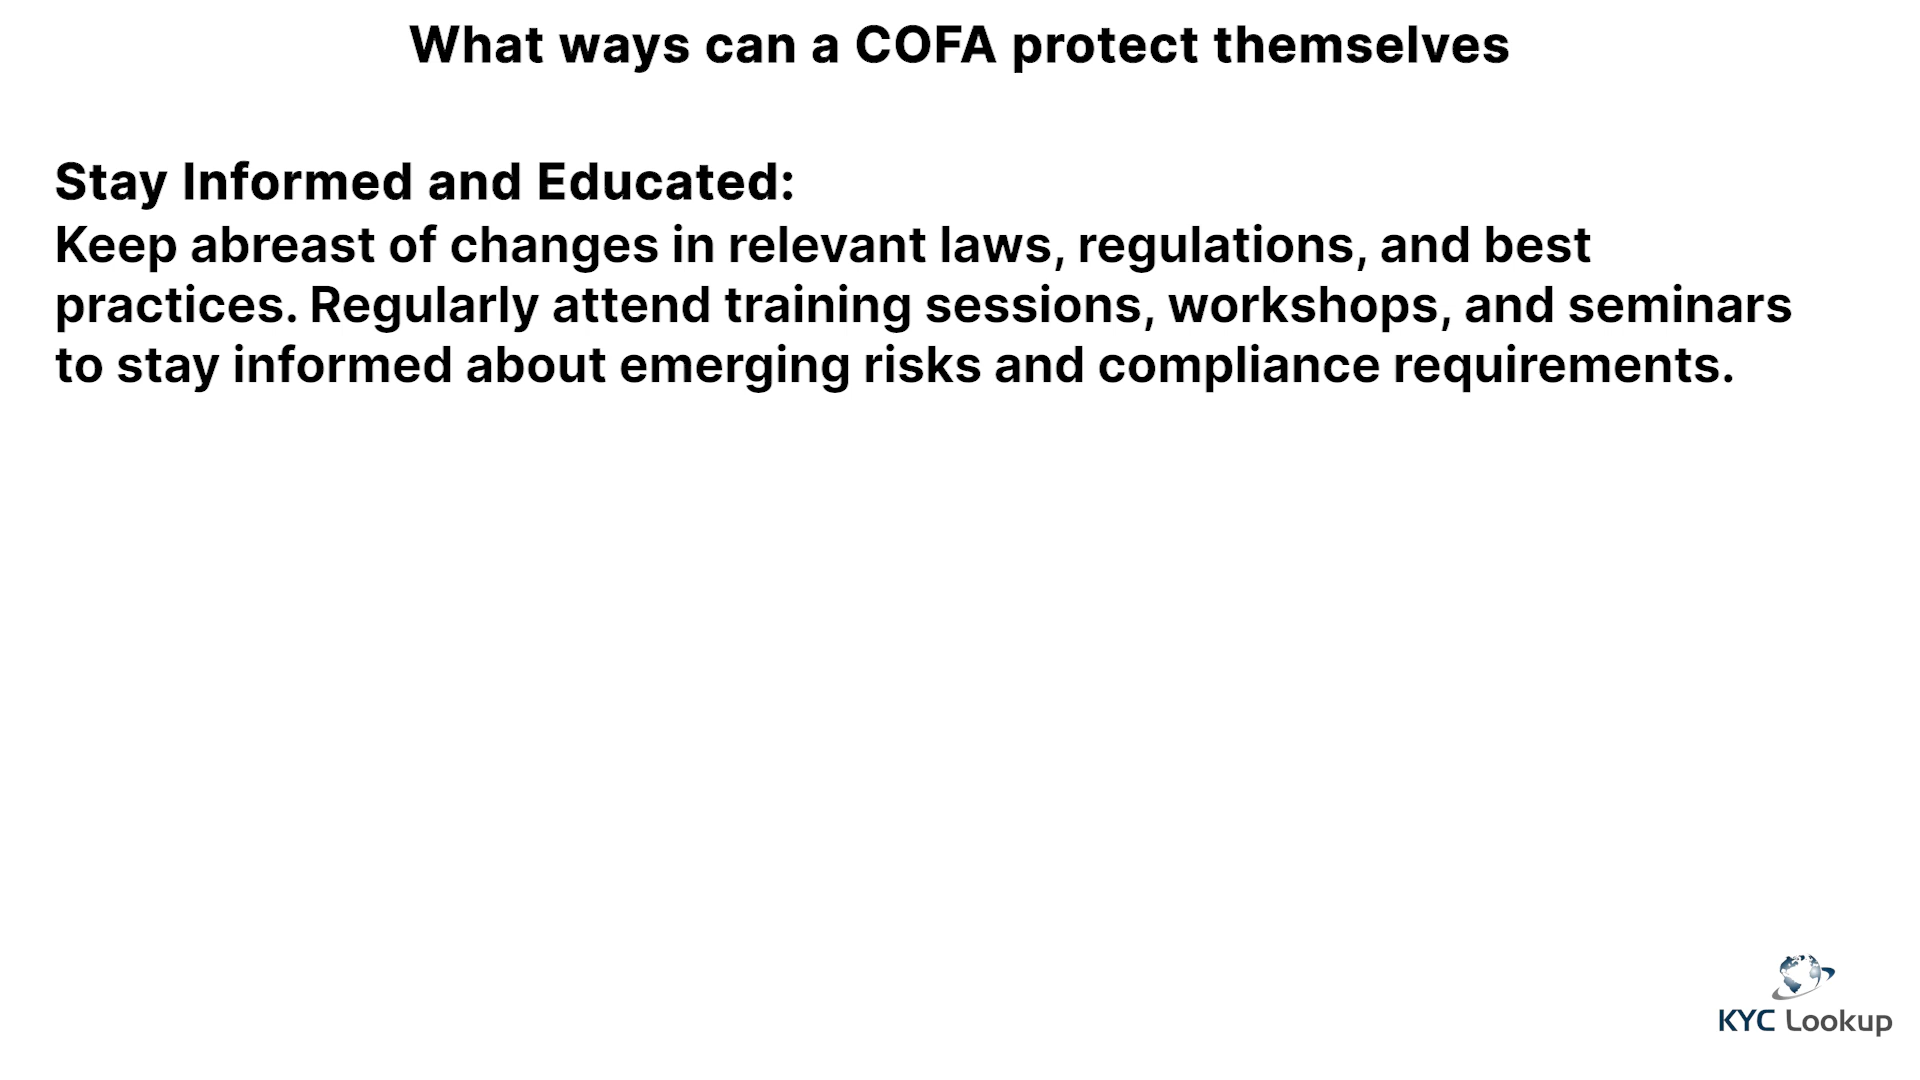 What ways can a COFA protect themselves
Stay Informed and Educated:
Keep abreast of changes in relevant laws, regulations, and best
practices. Regularly attend training sessions, workshops, and seminars
to stay informed about emerging risks and compliance requirements.
KYC Lookup